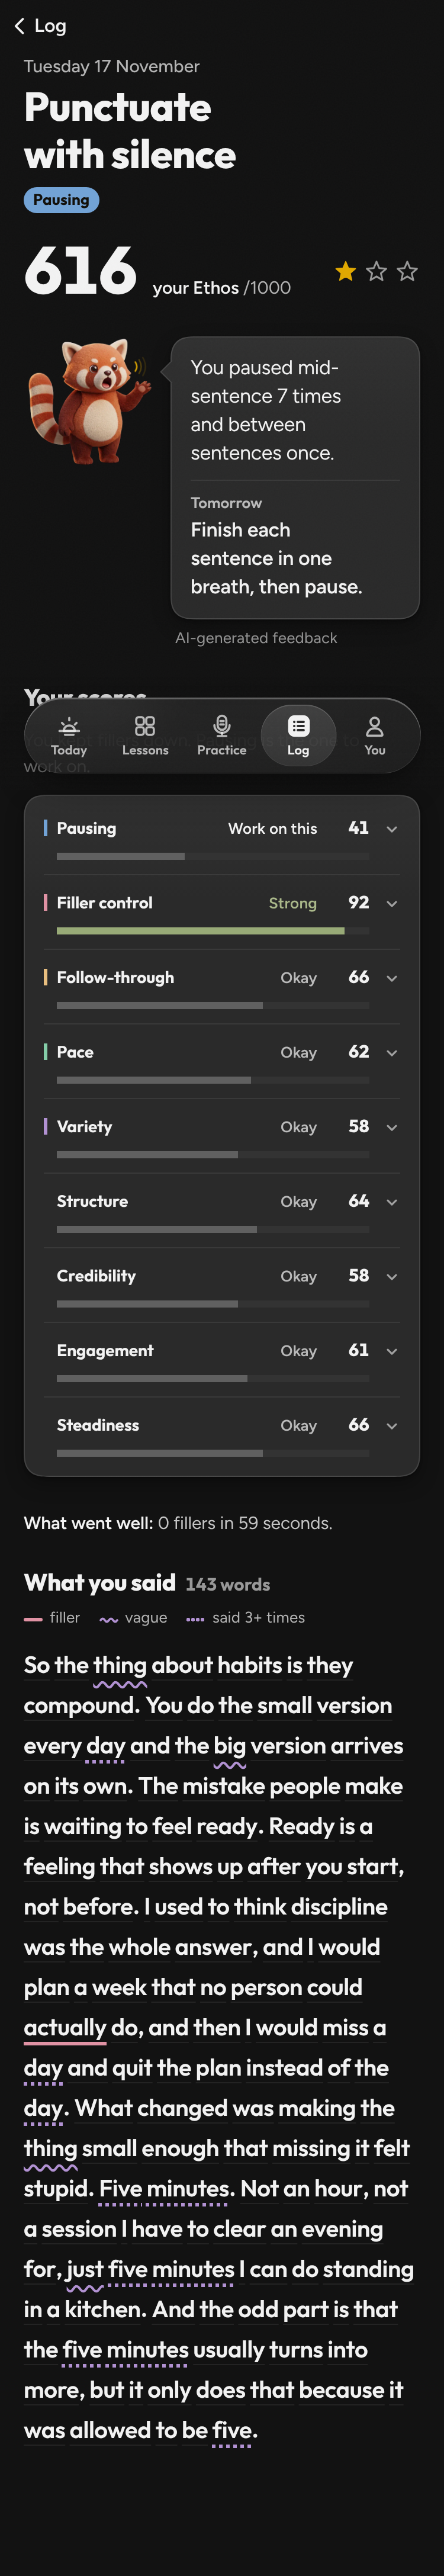 Log
Tuesday 17 November
Punctuate
with silence
Pausing
616 your Ethos /1000
You paused mid-
sentence 7 times
and between
sentences once.
Tomorrow
Finish each
sentence in one
breath, then pause.
AI-generated feedback
Your scores
work on.
Today Lessons Practice Log You
Pausing Work on this 41
Filler control Strong 92
Follow-through Okay 66
Pace Okay 62
Variety Okay 58
Structure Okay 64
Credibility Okay 58
Engagement Okay 61
Steadiness Okay 66
What went well: 0 fillers in 59 seconds.
What you said 143 words
filler vague said 3+ times
So the thing about habits is they
compound. You do the small version
every day and the big version arrives
on its own. The mistake people make
is waiting to feel ready. Ready is a
feeling that shows up after you start,
not before. I used to think discipline
was the whole answer, and I would
plan a week that no person could
actually do, and then I would miss a
day and quit the plan instead of the
day. What changed was making the
thing small enough that missing it felt
stupid. Five minutes. Not an hour, not
a session I have to clear an evening
for, just five minutes I can do standing
in a kitchen. And the odd part is that
the five minutes usually turns into
more, but it only does that because it
was allowed to be five.